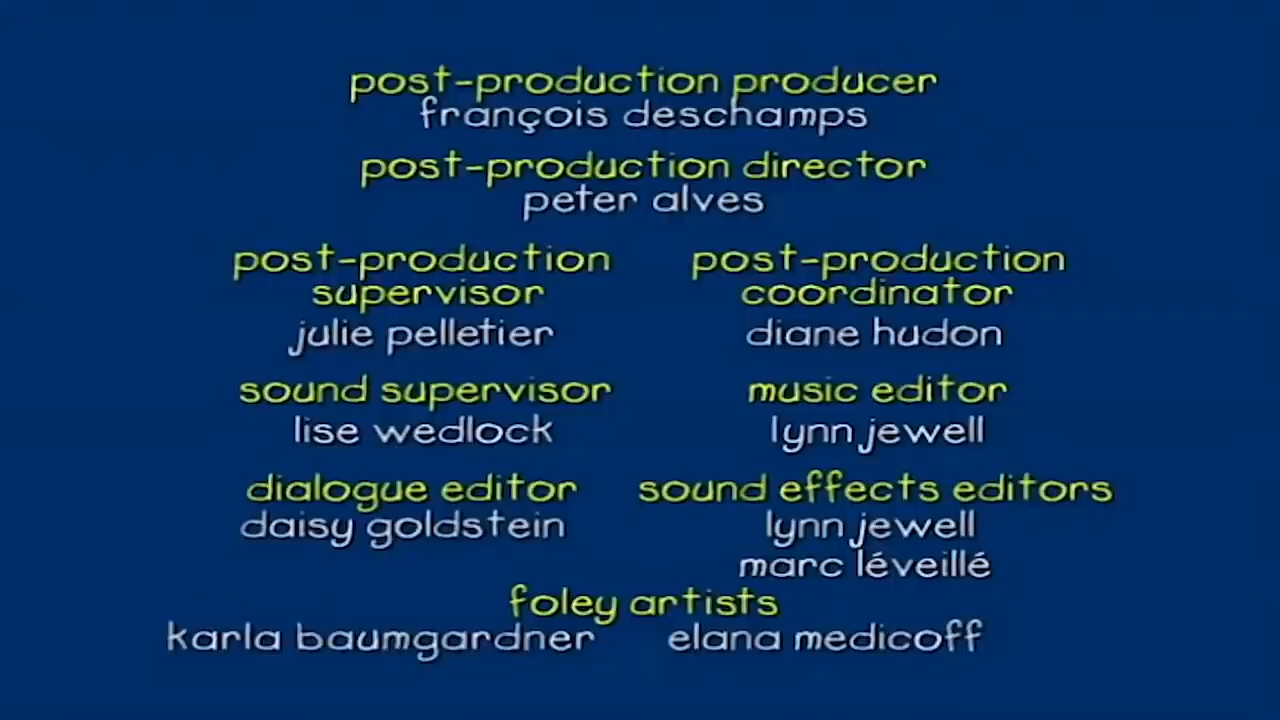 post-production producer
françois deschamps
post-production director
peter alves
post-production
supervisor
julie pelletier
post-production
coordinator
diane hudon
sound supervisor
lise wedlock
music editor
lynn jewell
dialogue editor
daisy goldstein
sound effects editors
lynn jewell
marc léveillé
foley artists
karla baumgardner
elana medicoff